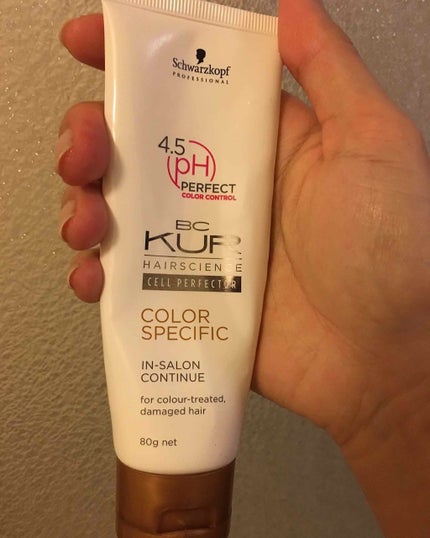 Schwarzkopf
PROFESSIONAL
4.5
pH
PERFECT
COLOR CONTROL
BC
KUR
HAIRSCIENCE
CELL PERFECTOR
COLOR
SPECIFIC
IN-SALON
CONTINUE
for colour-treated,
damaged hair
80g net